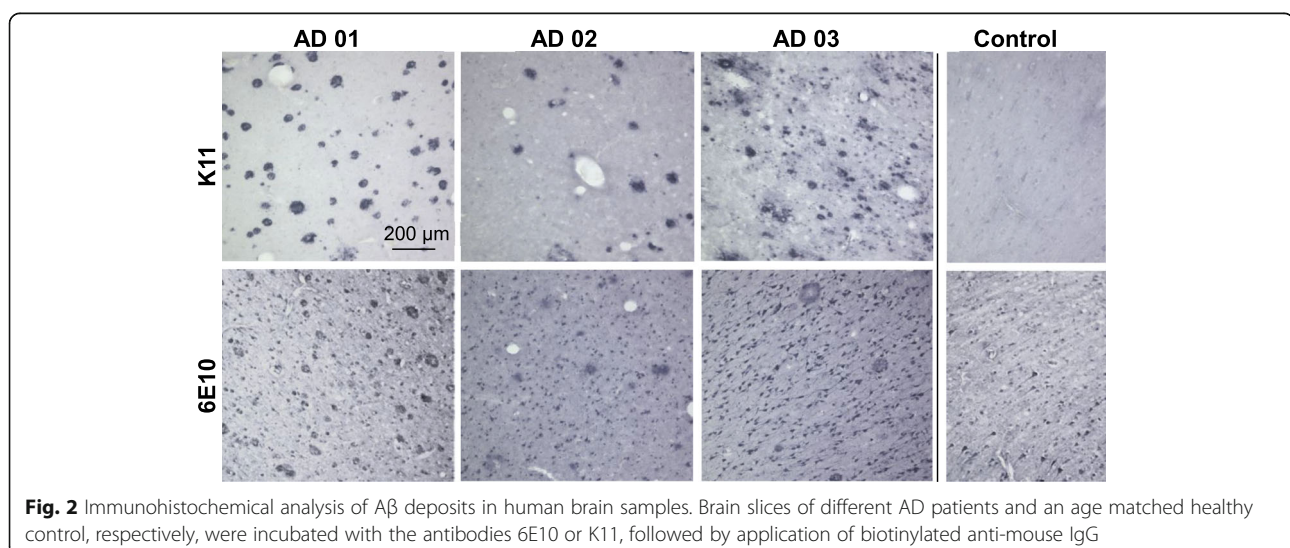 AD 01 AD 02 AD 03 Control
K11
200 µm
6E10
Fig. 2 Immunohistochemical analysis of Aβ deposits in human brain samples. Brain slices of different AD patients and an age matched healthy
control, respectively, were incubated with the antibodies 6E10 or K11, followed by application of biotinylated anti-mouse IgG